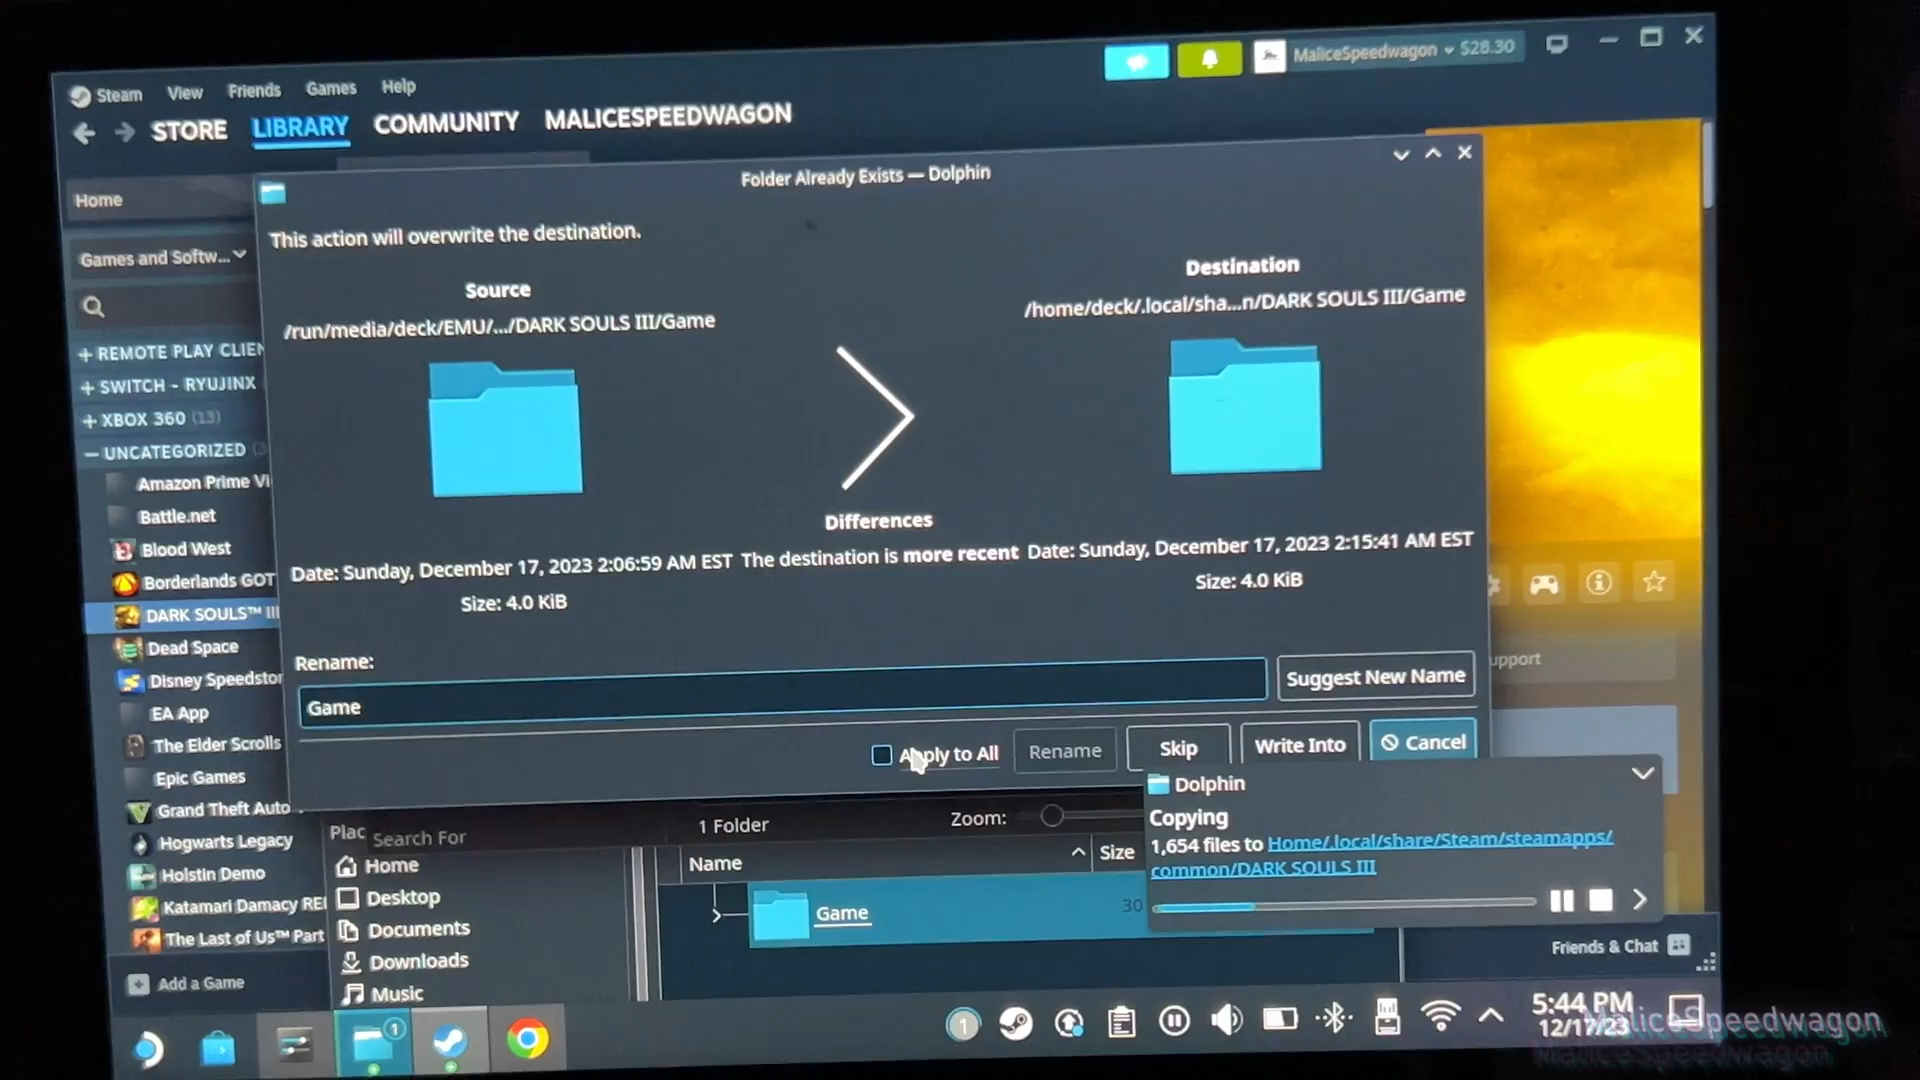 MaliceSpeedwagon $28.30
Steam View Friends Games Help
STORE LIBRARY COMMUNITY MALICESPEEDWAGON
Home
Games and Softw...
+ REMOTE PLAY CLIEN
+ SWITCH - RYUJINX
+ XBOX 360 (13)
— UNCATEGORIZED
Amazon Prime Vi
Battle.net
Blood West
Borderlands GOT
DARK SOULS™ III
Dead Space
Disney Speedstor
EA App
The Elder Scrolls
Epic Games
Grand Theft Auto
Hogwarts Legacy
Holstin Demo
Katamari Damacy RE
The Last of Us™ Part
Add a Game
Folder Already Exists — Dolphin
This action will overwrite the destination.
Source
/run/media/deck/EMU/.../DARK SOULS III/Game
Destination
/home/deck/.local/sha...n/DARK SOULS III/Game
Differences
Date: Sunday, December 17, 2023 2:06:59 AM EST The destination is more recent Date: Sunday, December 17, 2023 2:15:41 AM EST
Size: 4.0 KiB
Size: 4.0 KiB
Rename:
Game
Suggest New Name
Apply to All Rename Skip Write Into Cancel
upport
Plac
Search For
Home
Desktop
Documents
Downloads
Music
1 Folder Zoom:
Name Size
Game 30
Dolphin
Copying
1,654 files to Home/.local/share/Steam/steamapps/
common/DARK SOULS III
Friends & Chat
1
1
5:44 PM
12/17/23
MaliceSpeedwagon
MaliceSpeedwagon